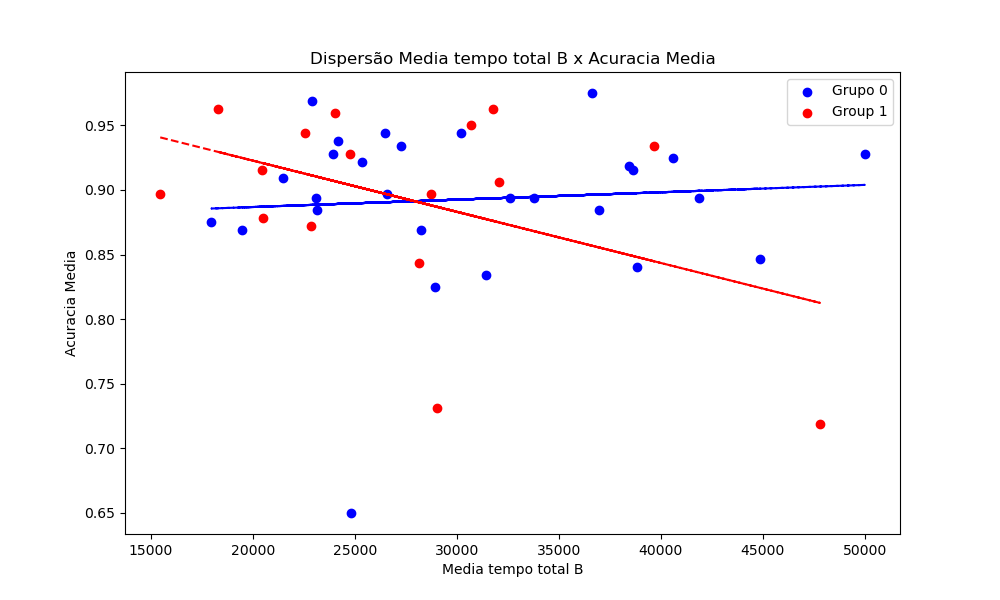 Dispersão Media tempo total B x Acuracia Media
Grupo 0
Group 1
Acuracia Media
0.95
0.90
0.85
0.80
0.75
0.70
0.65
15000 20000 25000 30000 35000 40000 45000 50000
Media tempo total B